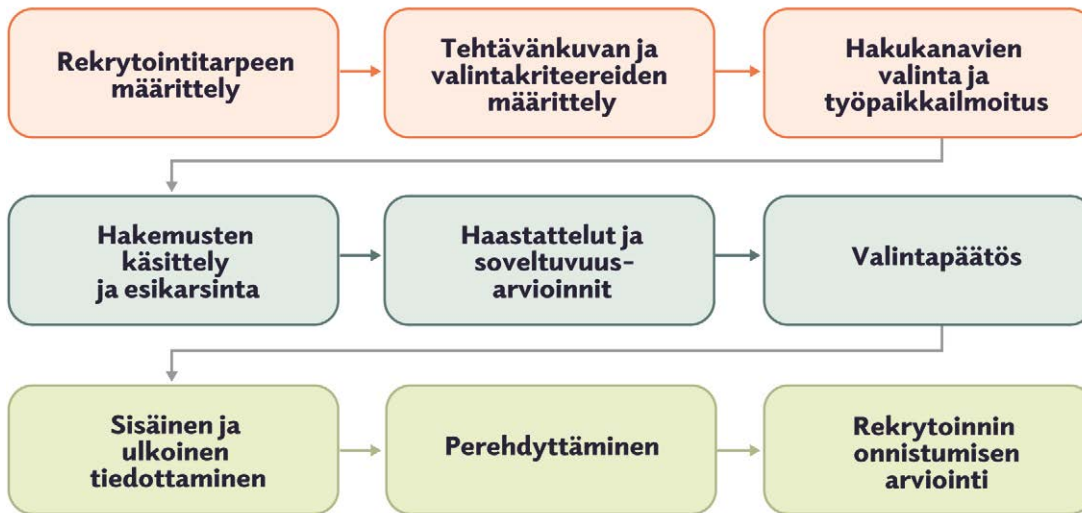 Rekrytointitarpeen
määrittely
Tehtävänkuvan ja
valintakriteereiden
määrittely
Hakukanavien
valinta ja
työpaikkailmoitus
Hakemusten
käsittely
ja esikarsinta
Haastattelut ja
soveltuvuus-
arvioinnit
Valintapäätös
Sisäinen ja
ulkoinen
tiedottaminen
Perehdyttäminen
Rekrytoinnin
onnistumisen
arviointi